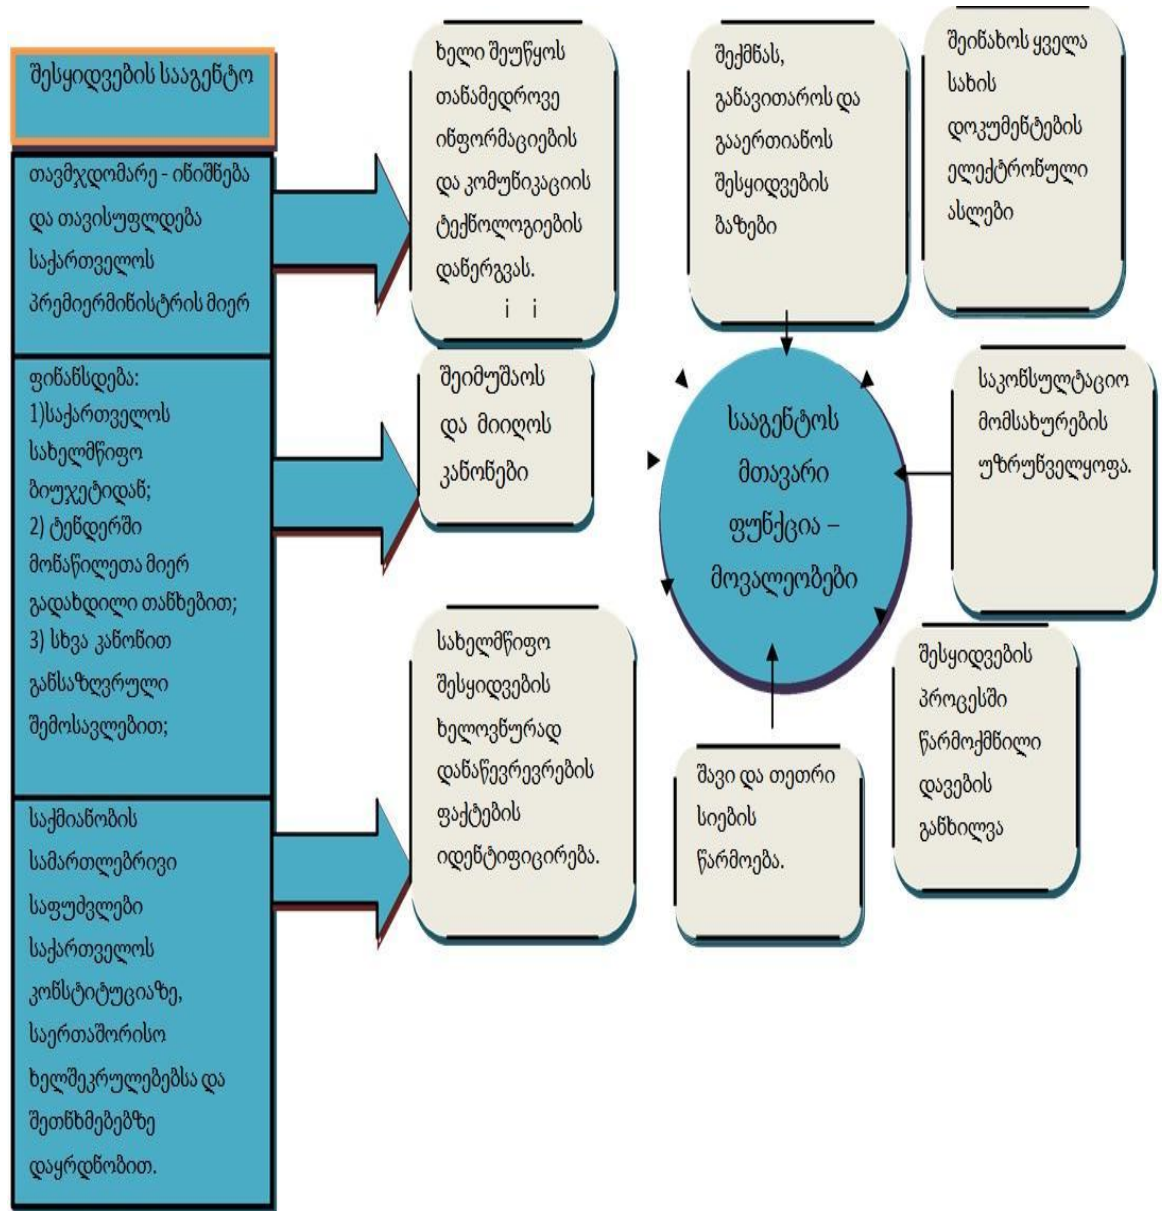 შესყიდვების სააგენტო
თავმჯდომარე - ინიშნება
და თავისუფლდება
საქართველოს
პრემიერმინისტრის მიერ
ფინანსდება:
1)საქართველოს
სახელმწიფო
ბიუჯეტიდან;
2) ტენდერში
მონაწილეთა მიერ
გადახდილი თანხებით;
3) სხვა კანონით
განსაზღვრული
შემოსავლებით;
საქმიანობის
სამართლებრივი
საფუძვლები
საქართველოს
კონსტიტუციაზე,
საერთაშორისო
ხელშეკრულებებსა და
შეთნხმებებზე
დაყრდნობით.
ხელი შეუწყოს
თანამედროვე
ინფორმაციების
და კომუნიკაციის
ტექნოლოგიების
დანერგვას.
i i
შეიმუშაოს
და მიიღოს
კანონები
სახელმწიფო
შესყიდვების
ხელოვნურად
დანაწევრევრების
ფაქტების
იდენტიფიცირება.
შექმნას,
განავითაროს და
გააერთიანოს
შესყიდვების
ბაზები
შეინახოს ყველა
სახის
დოკუმენტების
ელექტრონული
ასლები
სააგენტოს
მთავარი
ფუნქცია –
მოვალეობები
საკონსულტაციო
მომსახურების
უზრუნველყოფა.
შესყიდვების
პროცესში
წარმოქმნილი
დავების
განხილვა
შავი და თეთრი
სიების
წარმოება.